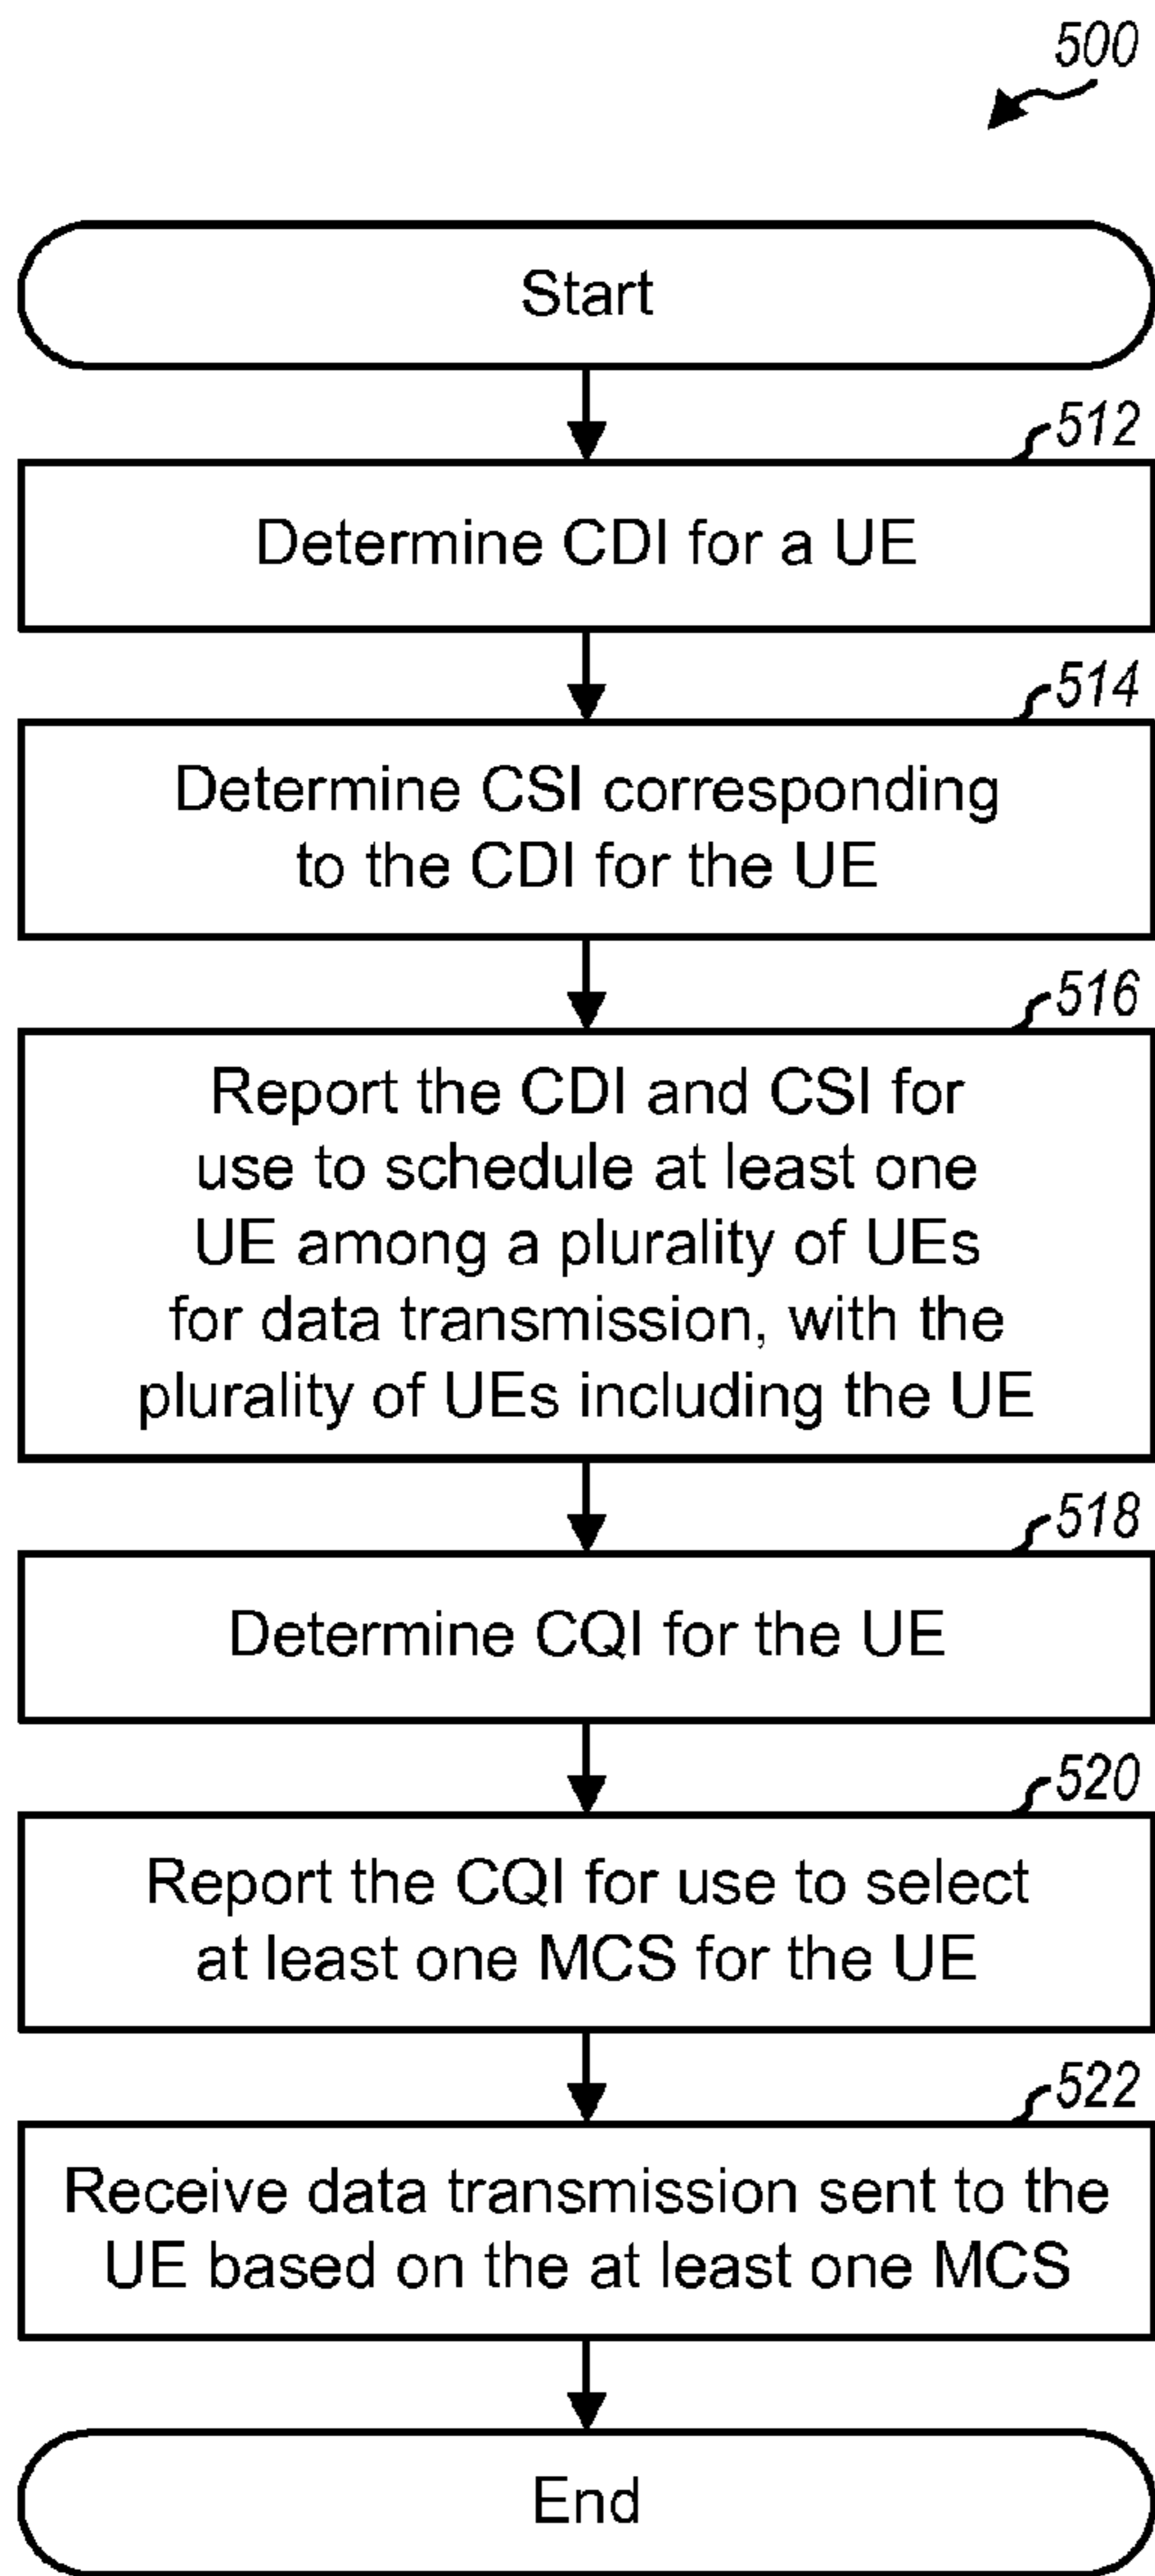 500
Start
512
Determine CDI for a UE
514
Determine CSI corresponding
to the CDI for the UE
516
Report the CDI and CSI for
use to schedule at least one
UE among a plurality of UEs
for data transmission, with the
plurality of UEs including the UE
518
Determine CQI for the UE
520
Report the CQI for use to select
at least one MCS for the UE
522
Receive data transmission sent to the
UE based on the at least one MCS
End